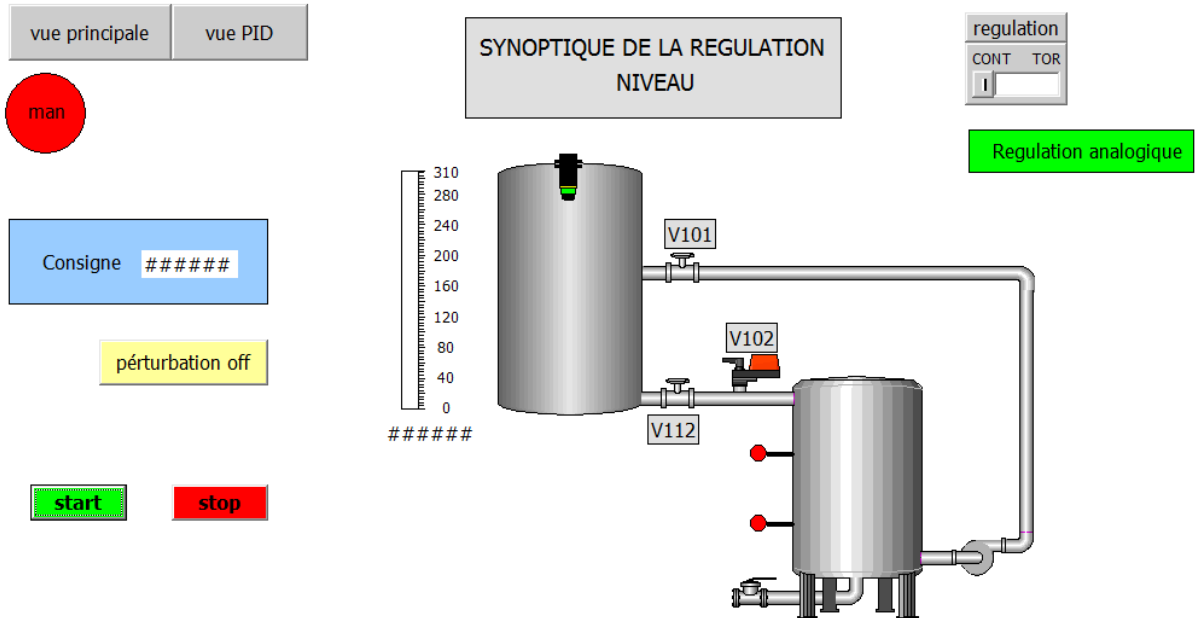 vue principale
vue PID
SYNOPTIQUE DE LA REGULATION
NIVEAU
regulation
CONT TOR
man
Regulation analogique
310
280
240
200
160
120
80
40
0
######
V101
Consigne ######
V102
pérturbation off
V112
start
stop